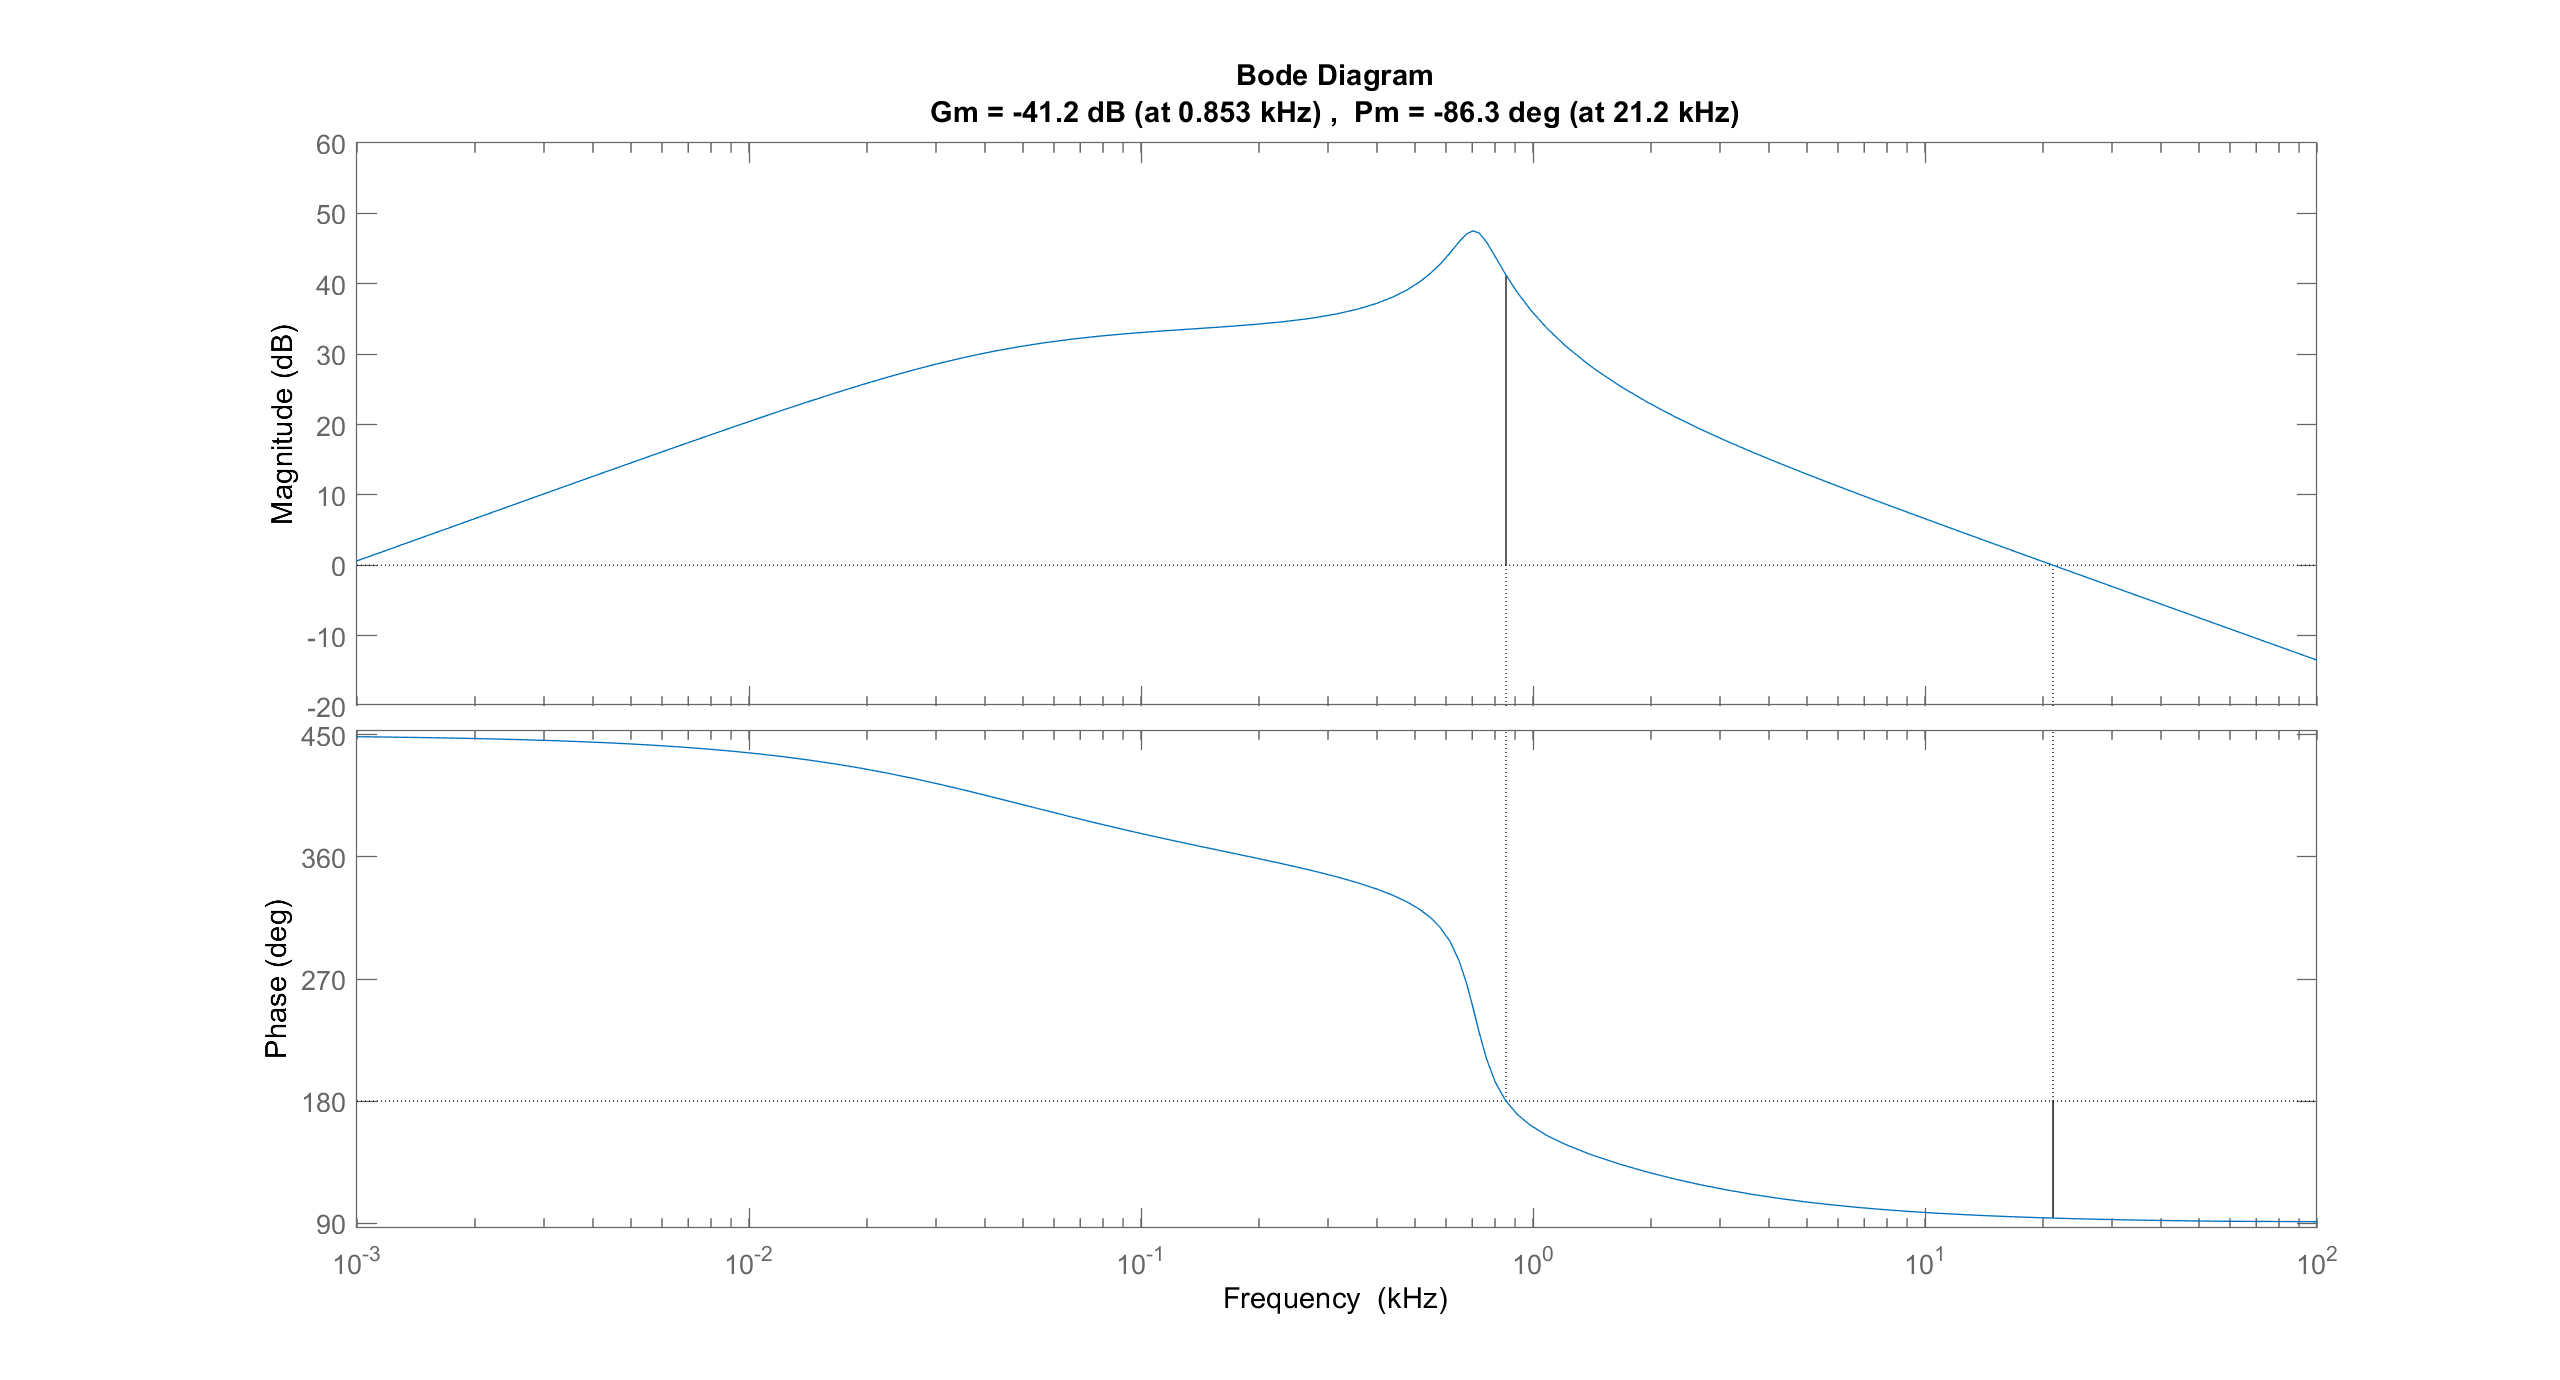 Bode Diagram
Gm = -41.2 dB (at 0.853 kHz) , Pm = -86.3 deg (at 21.2 kHz)
60
50
40
30
20
10
0
-10
-20
Magnitude (dB)
450
360
270
180
90
Phase (deg)
10-3 10-2 10-1 100 101 102
Frequency (kHz)